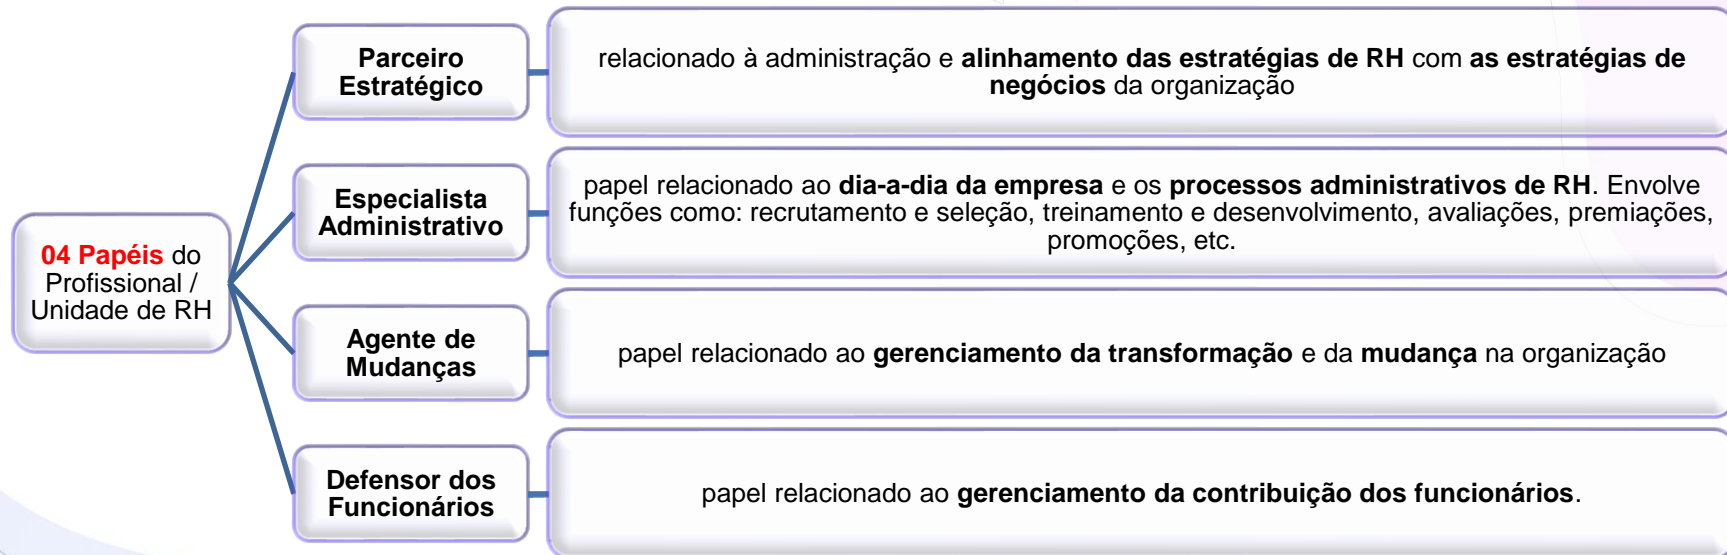 04 Papéis do
Profissional /
Unidade de RH
Parceiro
Estratégico
relacionado à administração e alinhamento das estratégias de RH com as estratégias de
negócios da organização
Especialista
Administrativo
papel relacionado ao dia-a-dia da empresa e os processos administrativos de RH. Envolve
funções como: recrutamento e seleção, treinamento e desenvolvimento, avaliações, premiações,
promoções, etc.
Agente de
Mudanças
papel relacionado ao gerenciamento da transformação e da mudança na organização
Defensor dos
Funcionários
papel relacionado ao gerenciamento da contribuição dos funcionários.